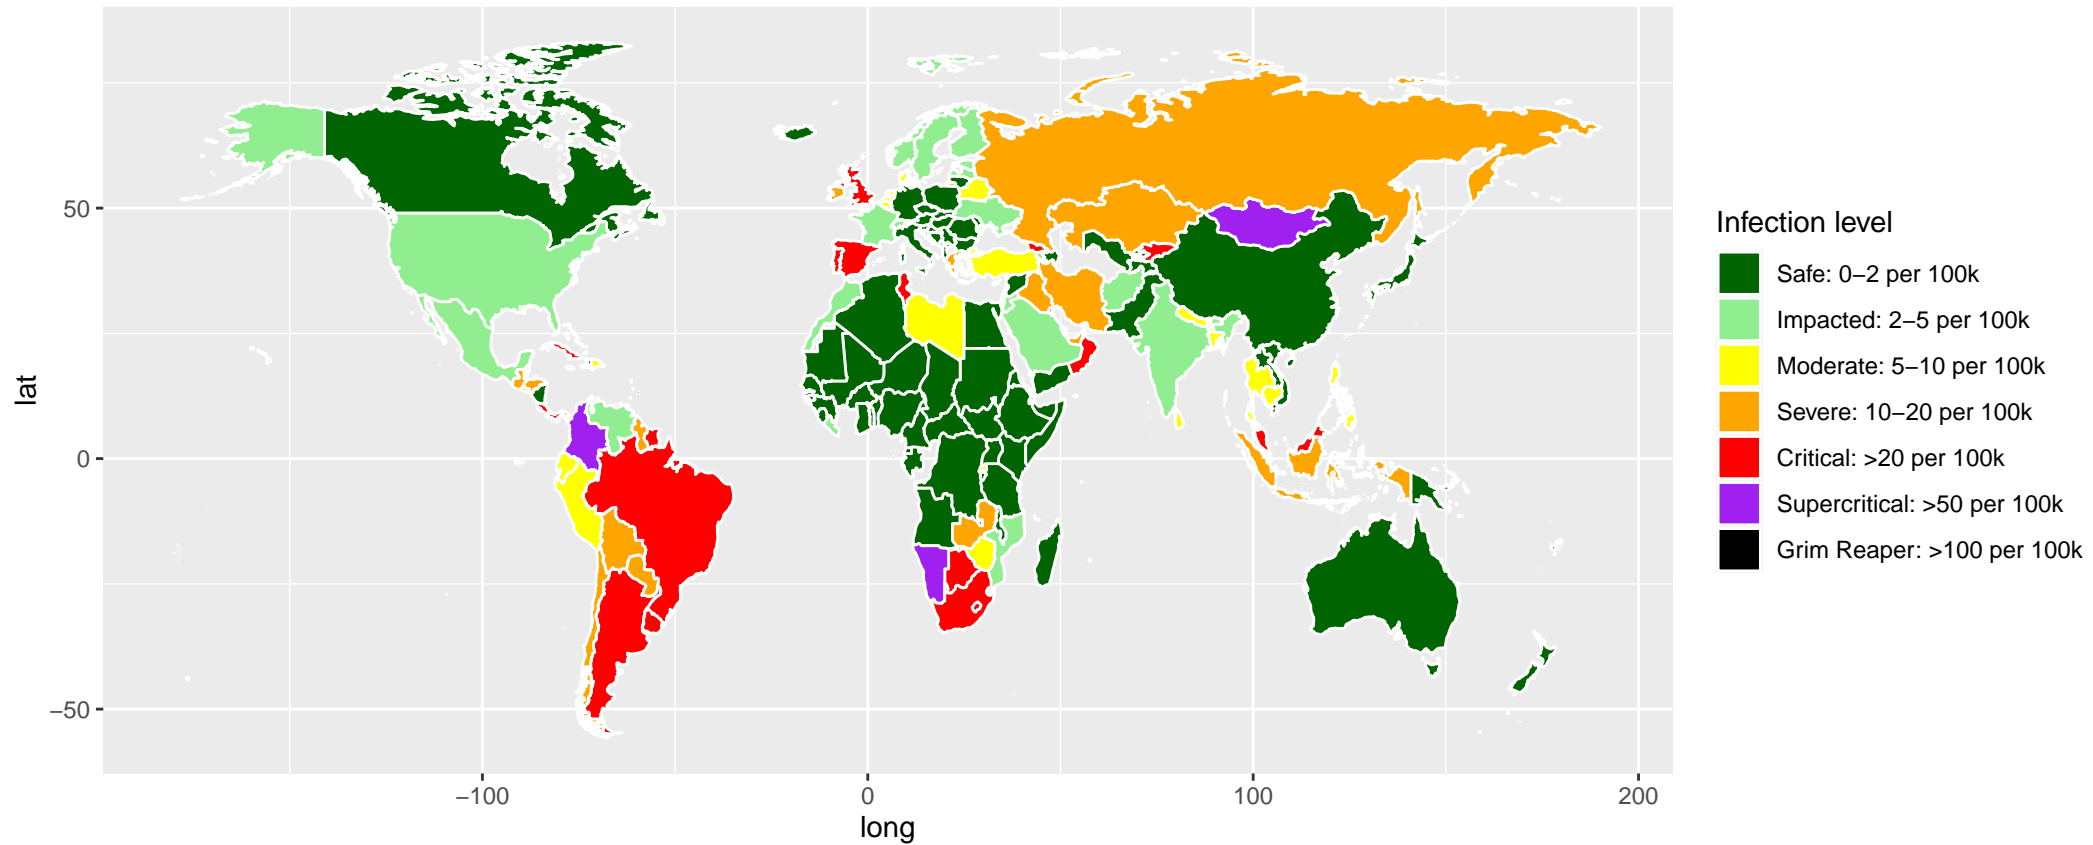 50
0
−50
lat
−100
0
100
200
long
Infection level
Safe: 0−2 per 100k
Impacted: 2−5 per 100k
Moderate: 5−10 per 100k
Severe: 10−20 per 100k
Critical: >20 per 100k
Supercritical: >50 per 100k
Grim Reaper: >100 per 100k